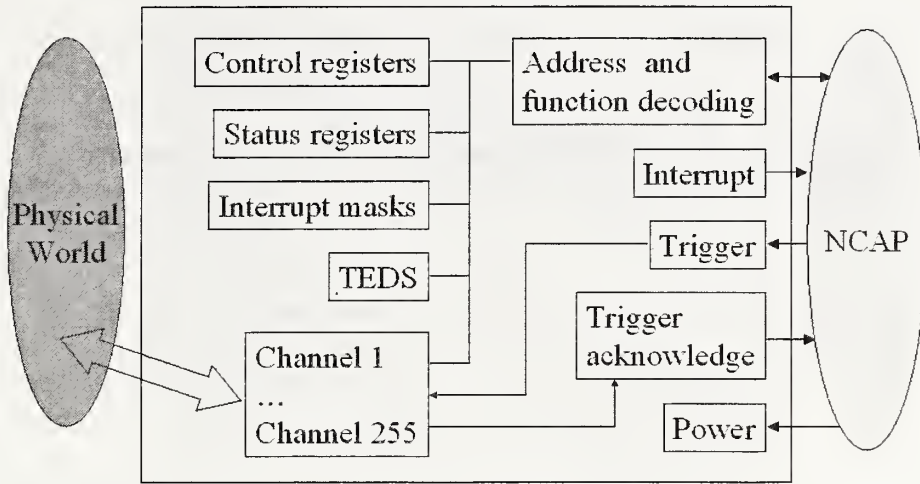 Physical
World
Control registers
Status registers
Interrupt masks
TEDS
Channel 1
...
Channel 255
Address and
function decoding
Interrupt
Trigger
Trigger
acknowledge
Power
NCAP